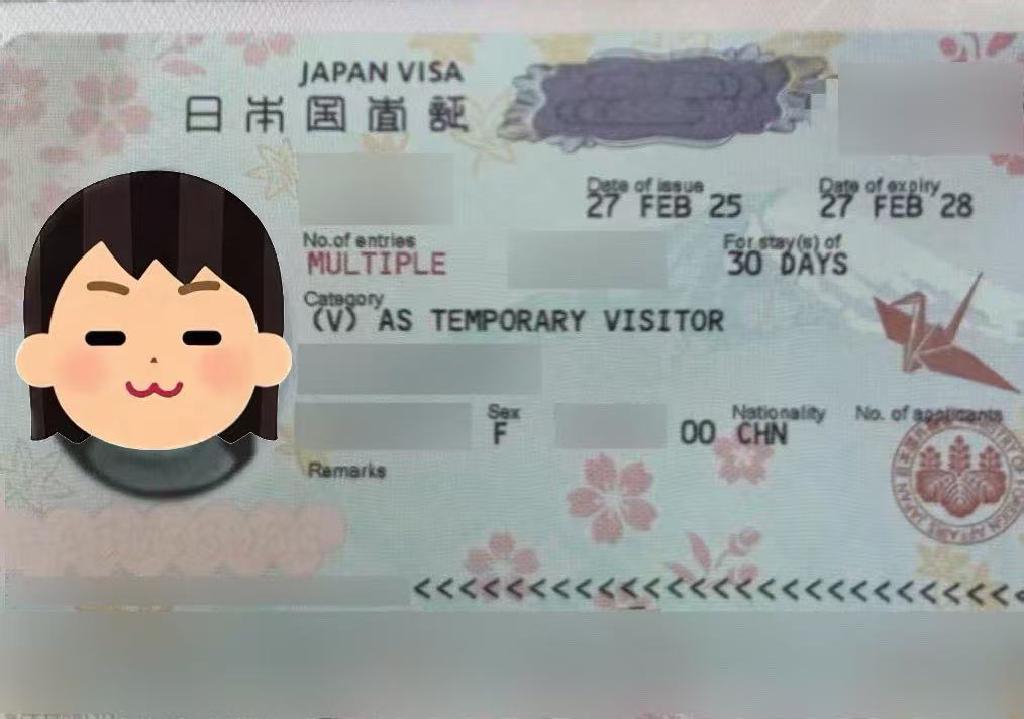 JAPAN VISA
日本国査証
Date of issue Date of expiry
27 FEB 25 27 FEB 28
No.of entries For stay(s) of
MULTIPLE 30 DAYS
Category
(V) AS TEMPORARY VISITOR
Sex Nationality No. of applicants
F 00 CHN
Remarks
<<<<<<<<<<<<<<<<<<<<<<<<<<